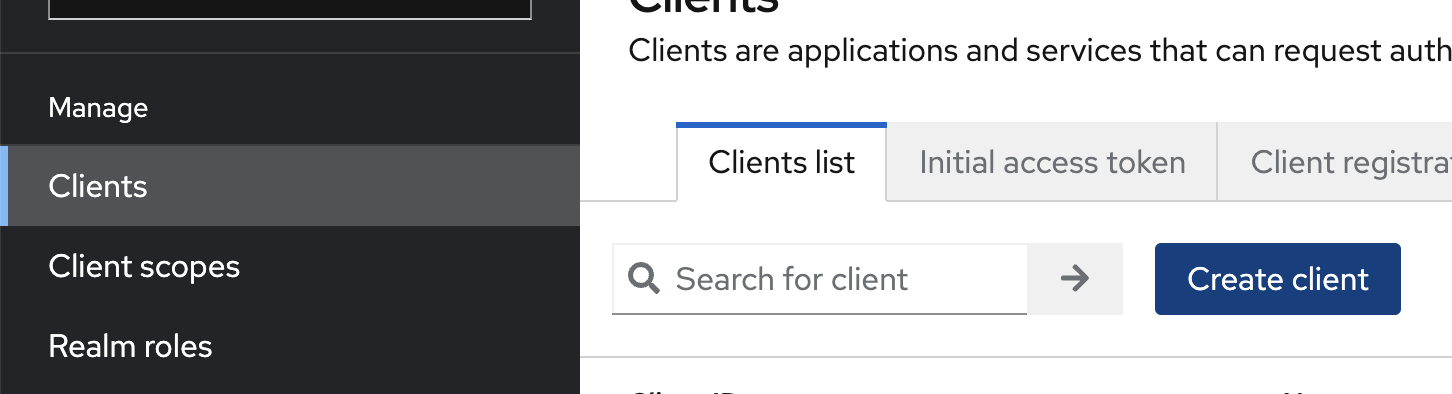 Clients
Clients are applications and services that can request auth
Manage
Clients
Client scopes
Realm roles
Clients list
Initial access token
Client registra
Search for client
Create client